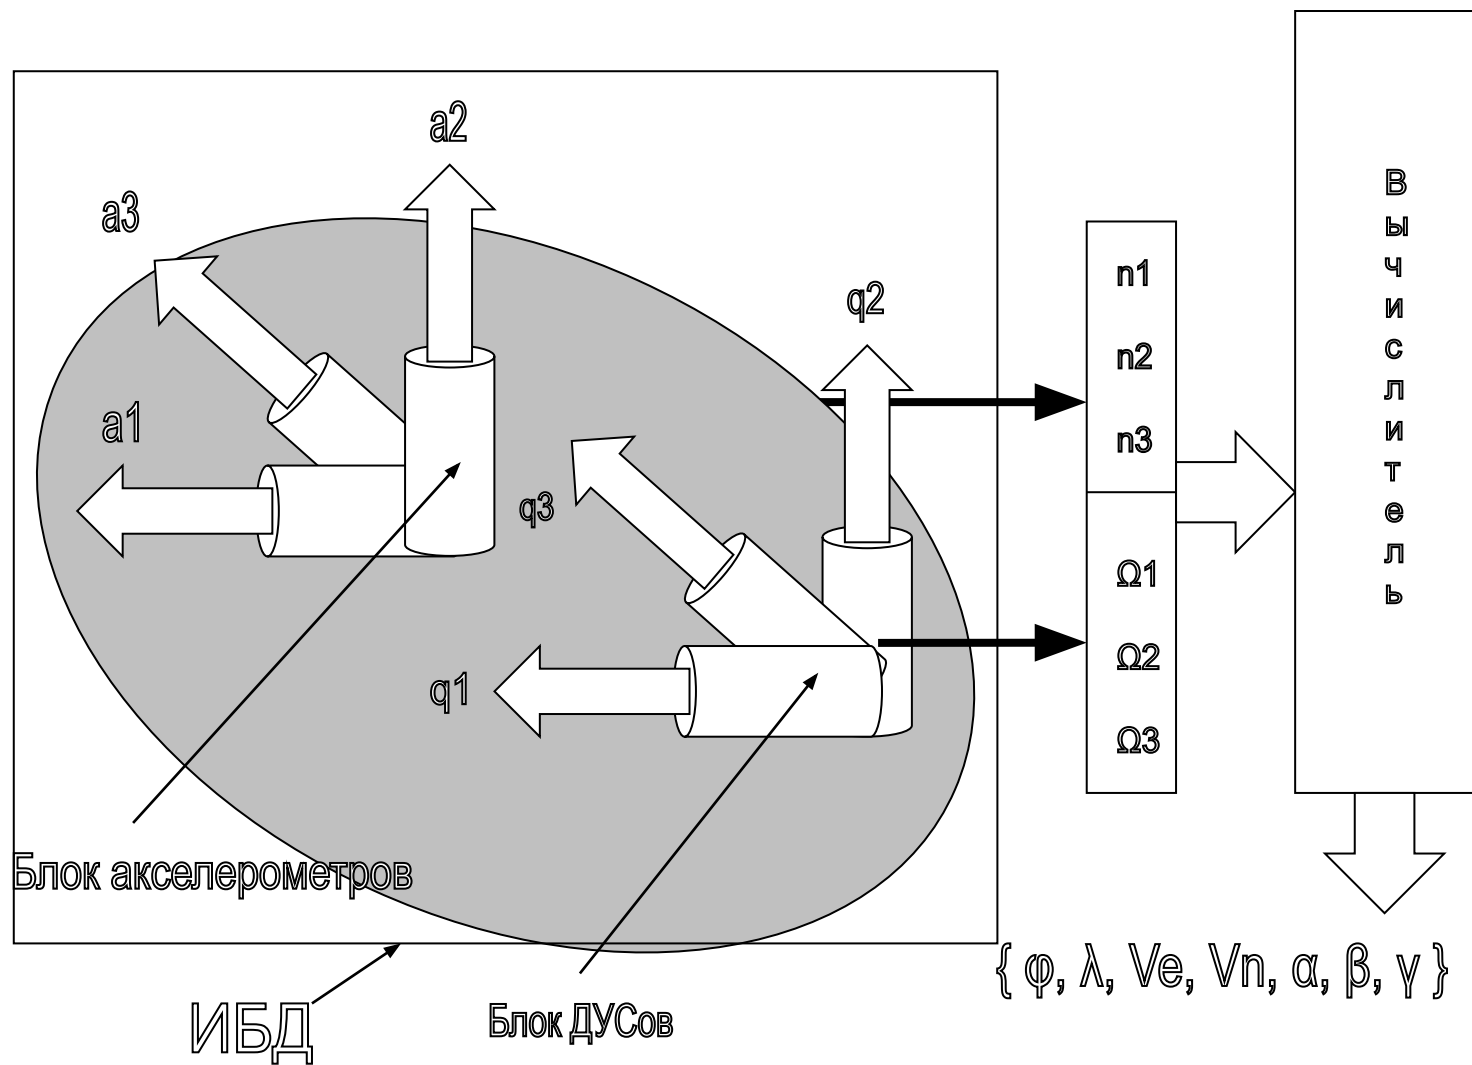 a2
a3
a1
q2
q3
q1
n1
n2
n3
Ω1
Ω2
Ω3
Вычислитель
Блок акселерометров
ИБД
Блок ДУСов
{ φ, λ, Ve, Vn, α, β, γ }